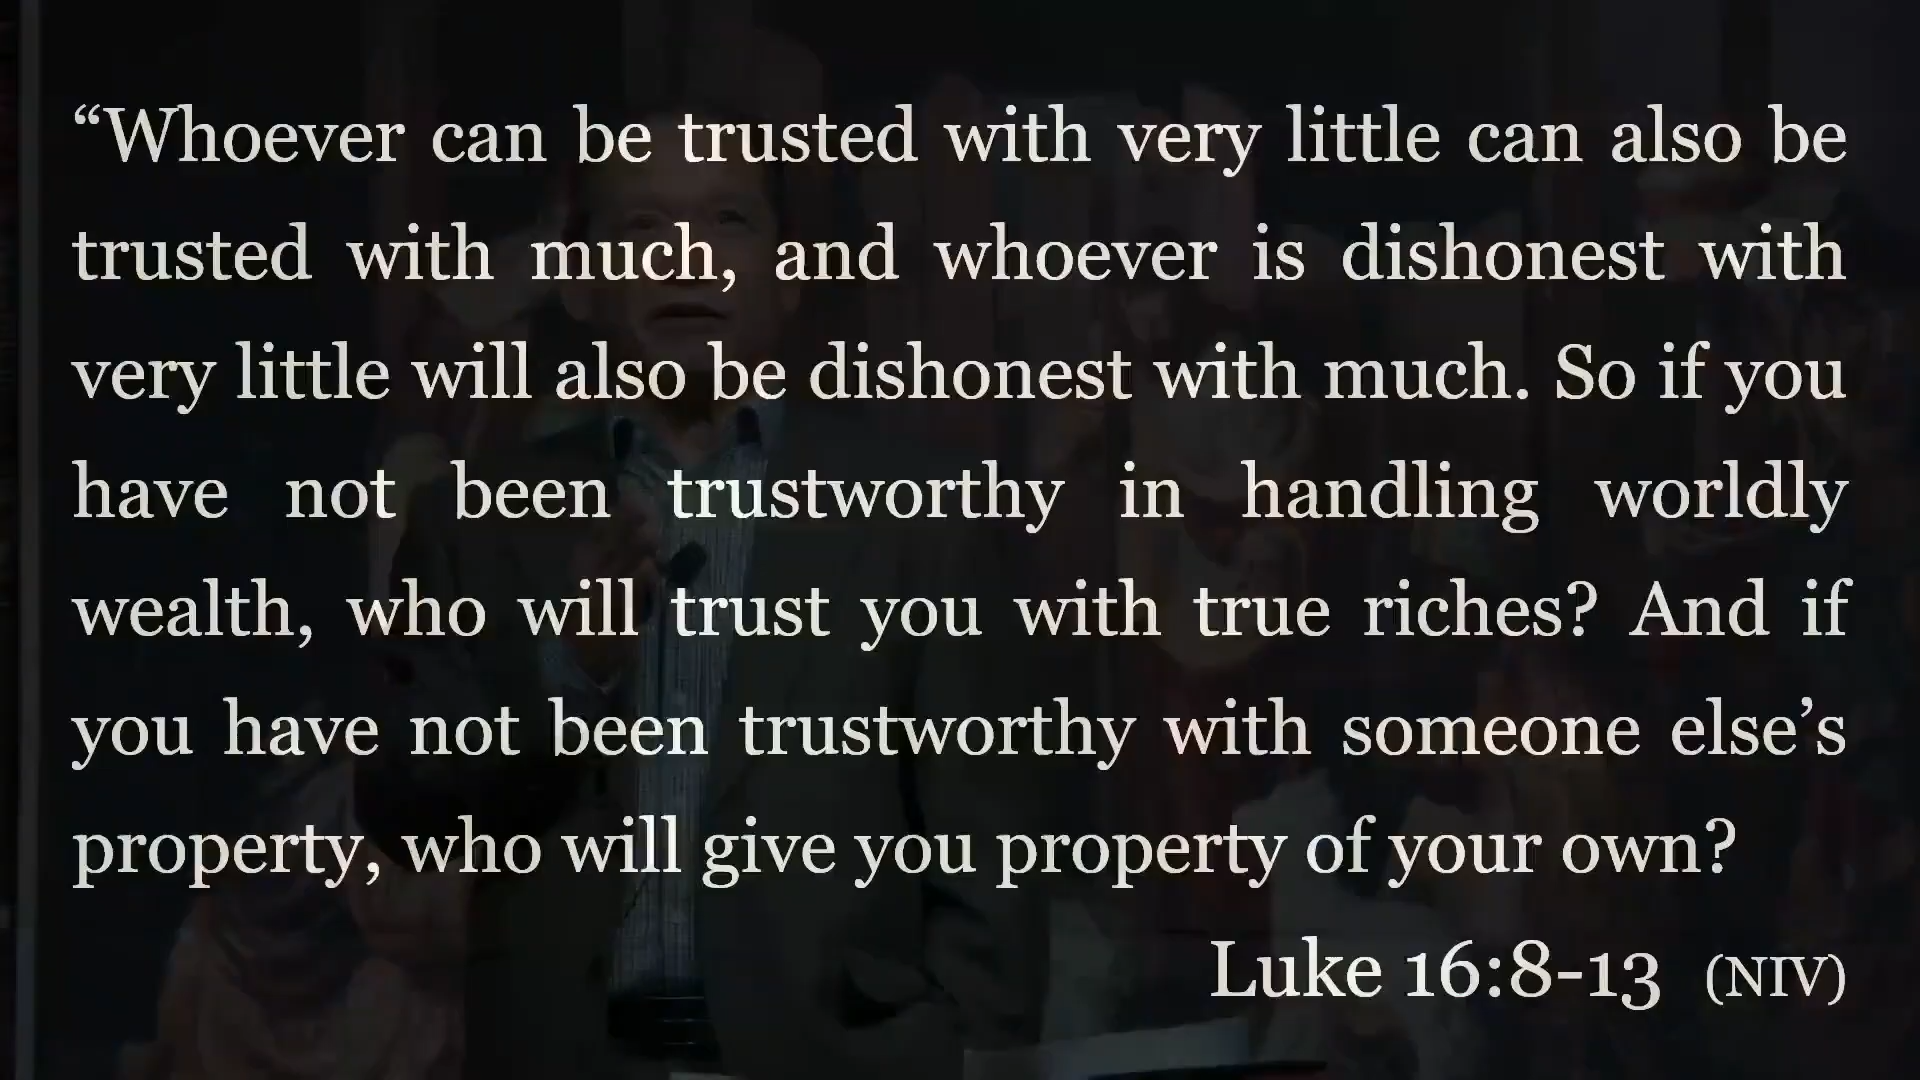 “Whoever can be trusted with very little can also be
trusted with much, and whoever is dishonest with
very little will also be dishonest with much. So if you
have not been trustworthy in handling worldly
wealth, who will trust you with true riches? And if
you have not been trustworthy with someone else’s
property, who will give you property of your own?
Luke 16:8-13 (NIV)